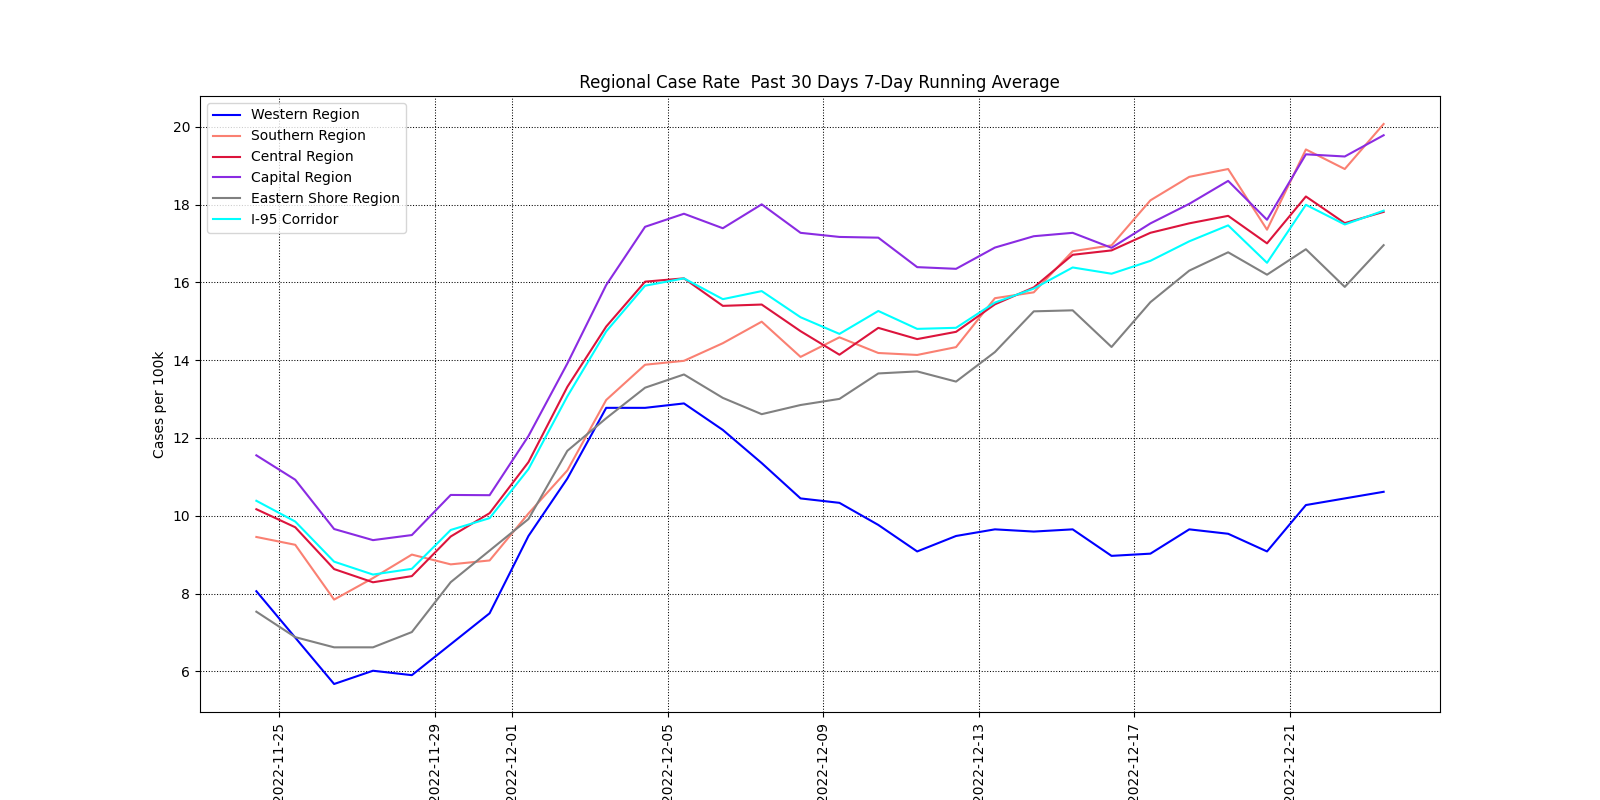 Regional Case Rate  Past 30 Days 7-Day Running Average
Western Region
Southern Region
Central Region
Capital Region
Eastern Shore Region
I-95 Corridor
Cases per 100k
20
18
16
14
12
10
8
6
2022-11-25
2022-11-29
2022-12-01
2022-12-05
2022-12-09
2022-12-13
2022-12-17
2022-12-21